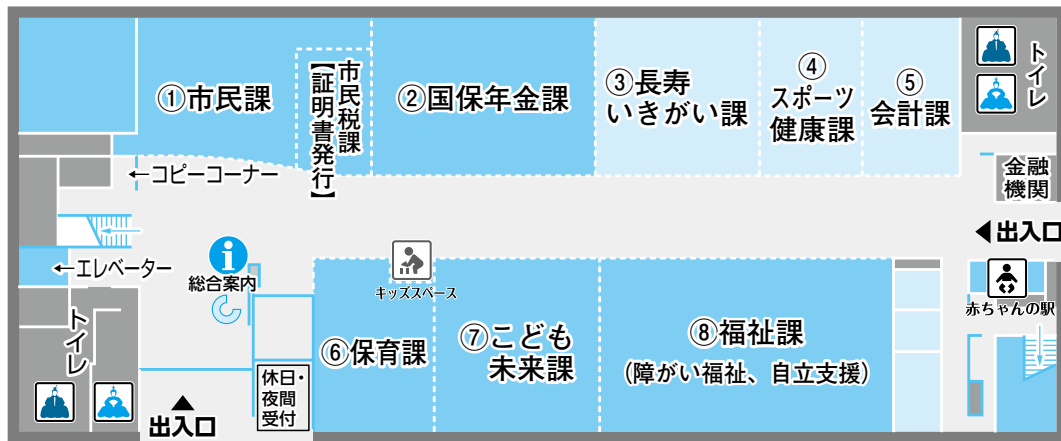 ①市民課
市民税課
【証明書発行】
②国保年金課
③長寿
いきがい課
④
スポーツ
健康課
⑤
会計課
トイレ
←コピーコーナー
金融
機関
◀出入口
←エレベーター
i
総合案内
キッズスペース
赤ちゃんの駅
トイレ
⑥保育課
⑦こども
未来課
⑧福祉課
(障がい福祉、自立支援)
休日・
夜間
受付
▲
出入口